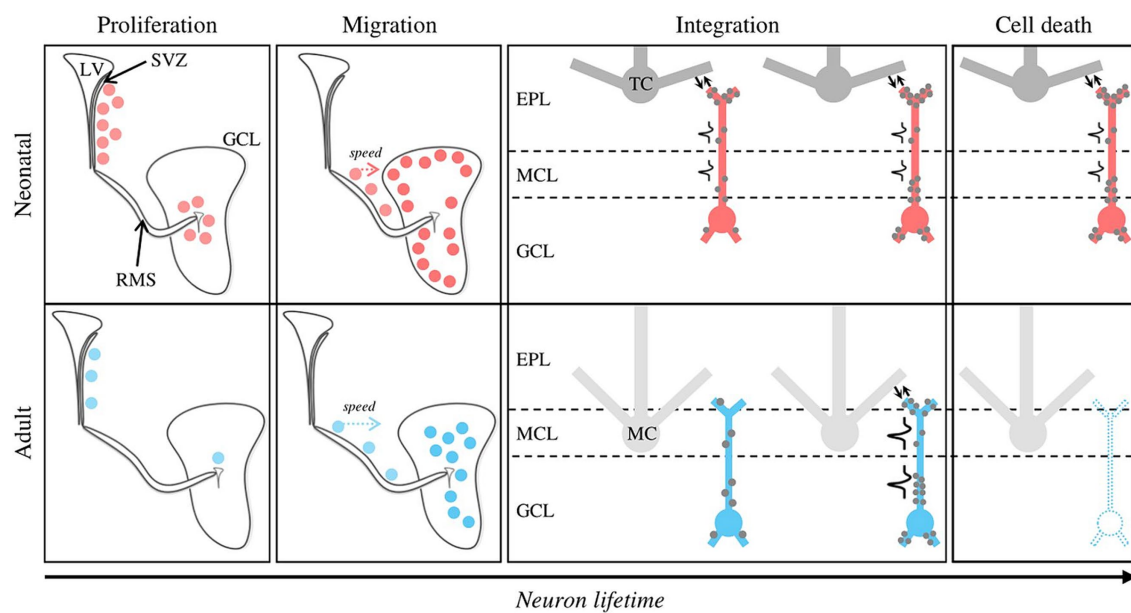 Proliferation Migration Integration Cell death
Neonatal
LV SVZ
GCL
RMS
speed
EPL
MCL
GCL
TC
Adult
speed
EPL
MCL
GCL
MC
Neuron lifetime